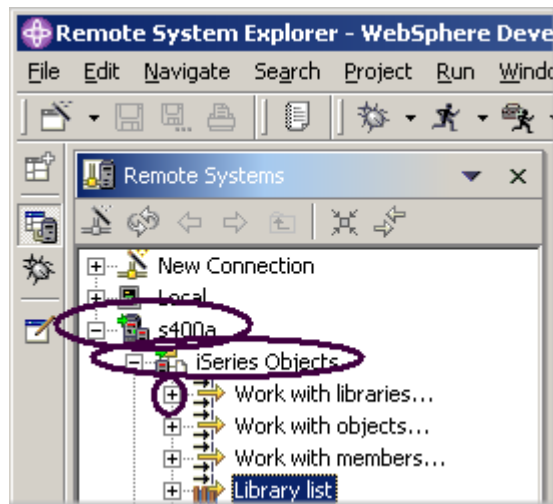 Remote System Explorer - WebSphere Deve
File Edit Navigate Search Project Run Windo
Remote Systems
New Connection
Local
s400a
iSeries Objects
Work with libraries...
Work with objects...
Work with members...
Library list